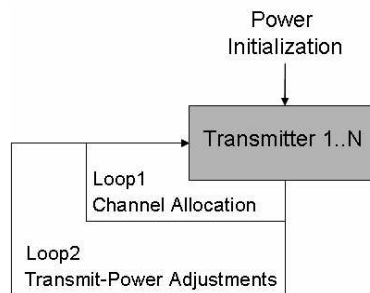 Power
Initialization
Transmitter 1..N
Loop1
Channel Allocation
Loop2
Transmit-Power Adjustments